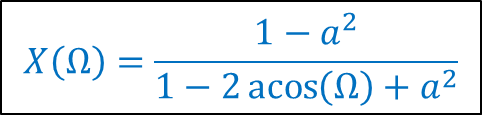 X(Ω) = (1 − a²) / (1 − 2 acos(Ω) + a²)